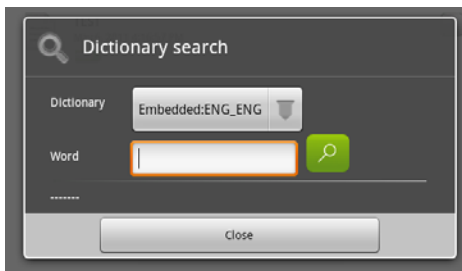 Dictionary search
Dictionary
Embedded:ENG_ENG
Word
-------
Close